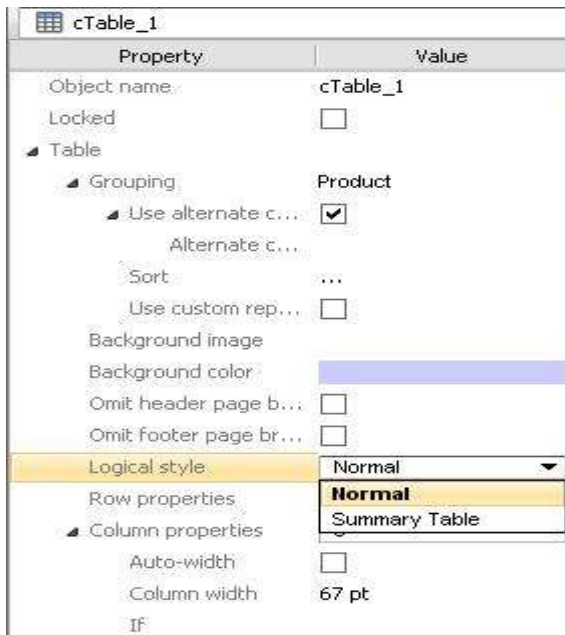 cTable_1
Property Value
Object name cTable_1
Locked
Table
Grouping Product
Use alternate c...
Alternate c...
Sort ...
Use custom rep...
Background image
Background color
Omit header page b...
Omit footer page br...
Logical style Normal
Row properties Normal
Summary Table
Column properties
Auto-width
Column width 67 pt
If